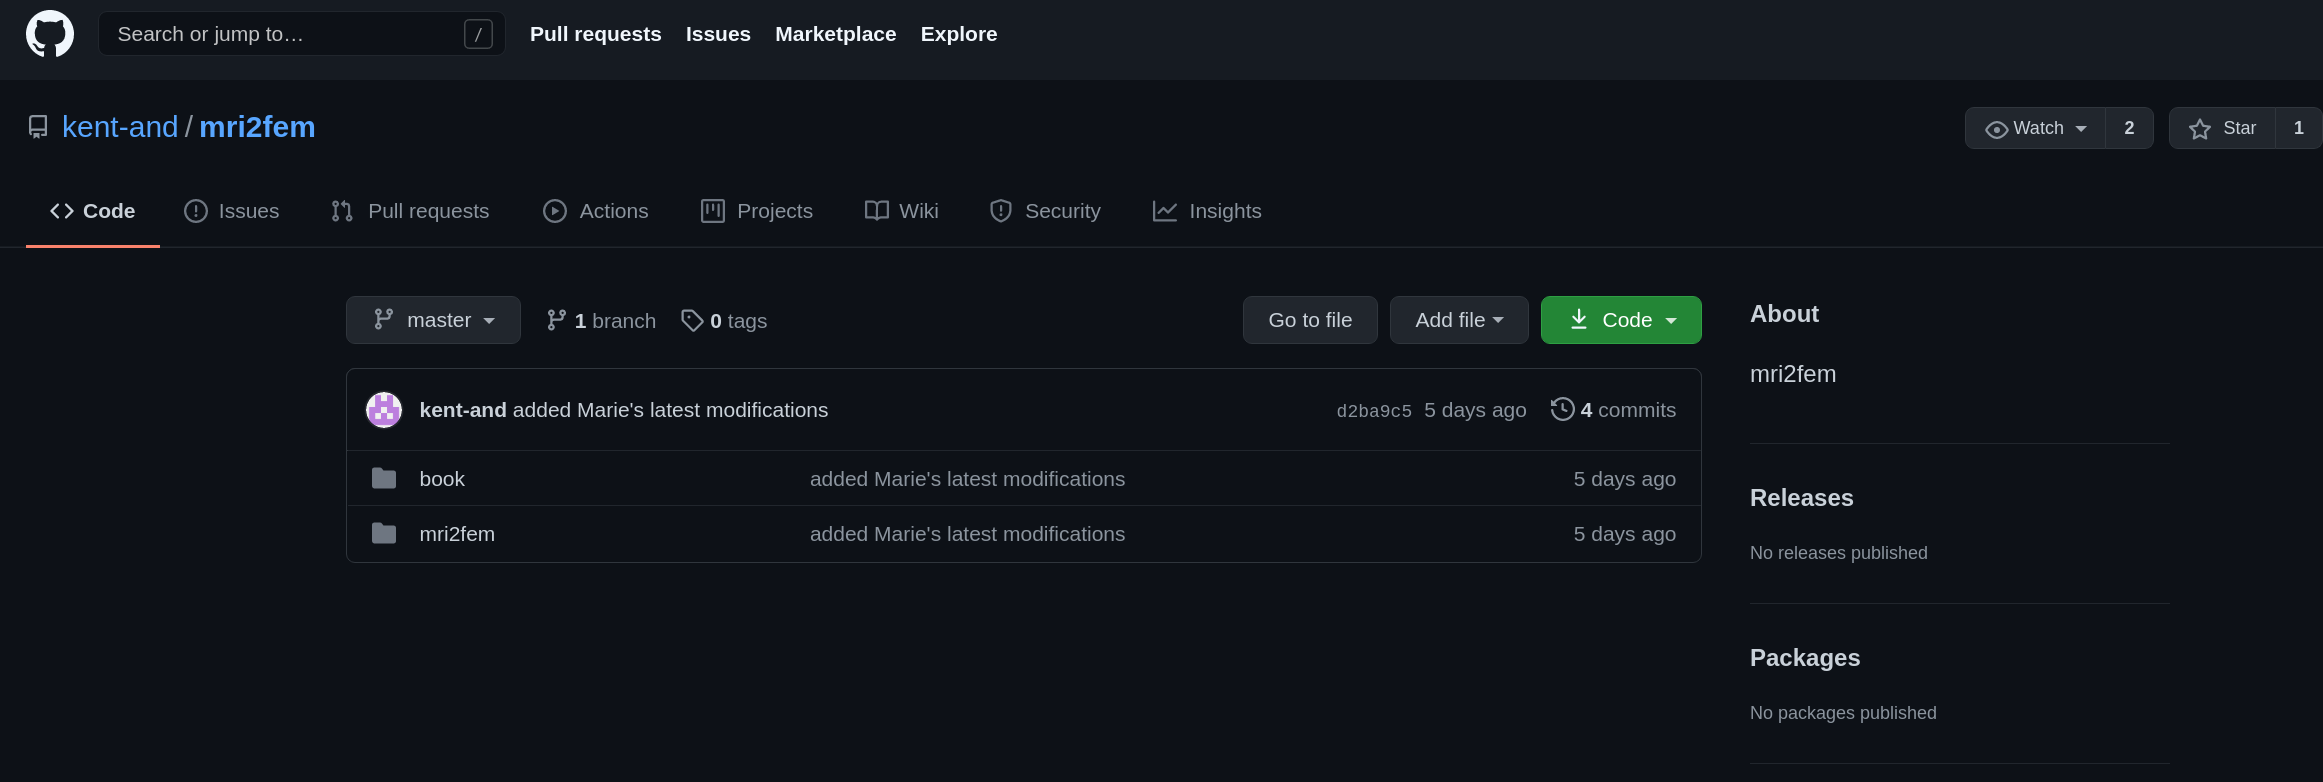 Search or jump to… /
Pull requests Issues Marketplace Explore
kent-and / mri2fem
Watch 2 Star 1
Code Issues Pull requests Actions Projects Wiki Security Insights
master 1 branch 0 tags
Go to file Add file Code
kent-and added Marie's latest modifications d2ba9c5 5 days ago 4 commits
book added Marie's latest modifications 5 days ago
mri2fem added Marie's latest modifications 5 days ago
About
mri2fem
Releases
No releases published
Packages
No packages published